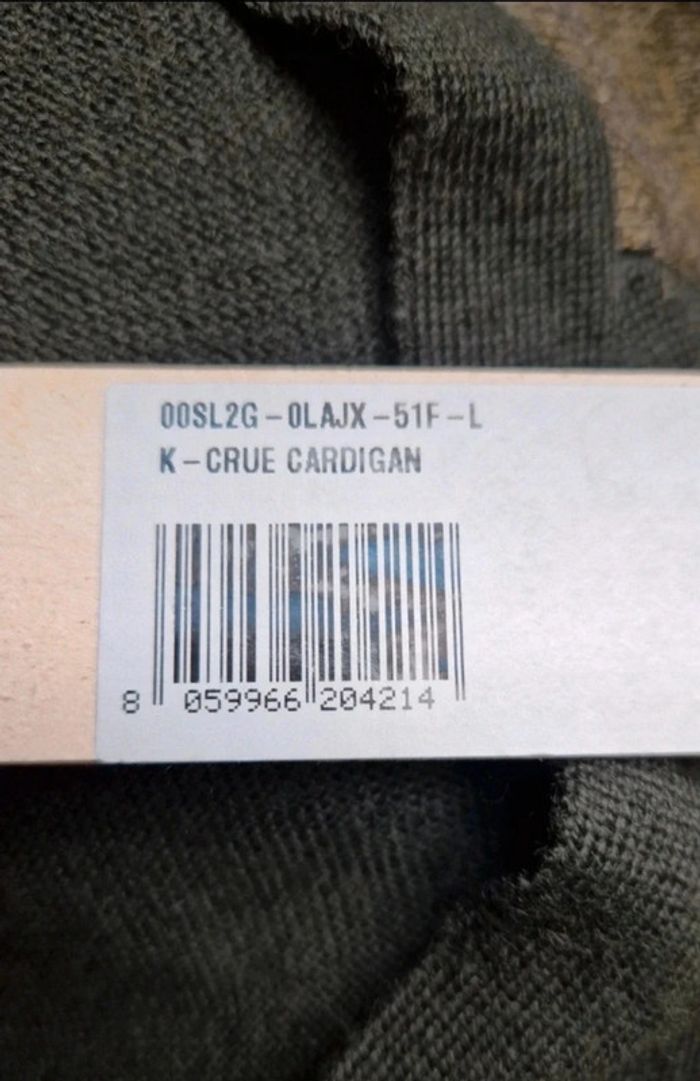 00SL2G-0LAJX-51F-L
K-CRUE CARDIGAN
8 059966 204214